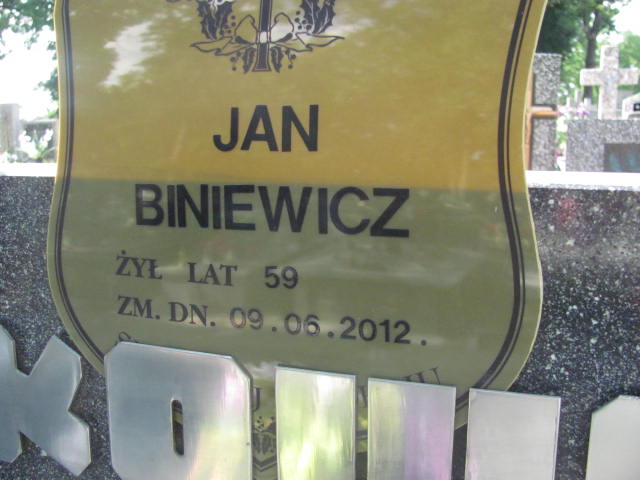 JAN
BINIEWICZ
ŻYŁ LAT 59
ZM. DN. 09.06.2012.